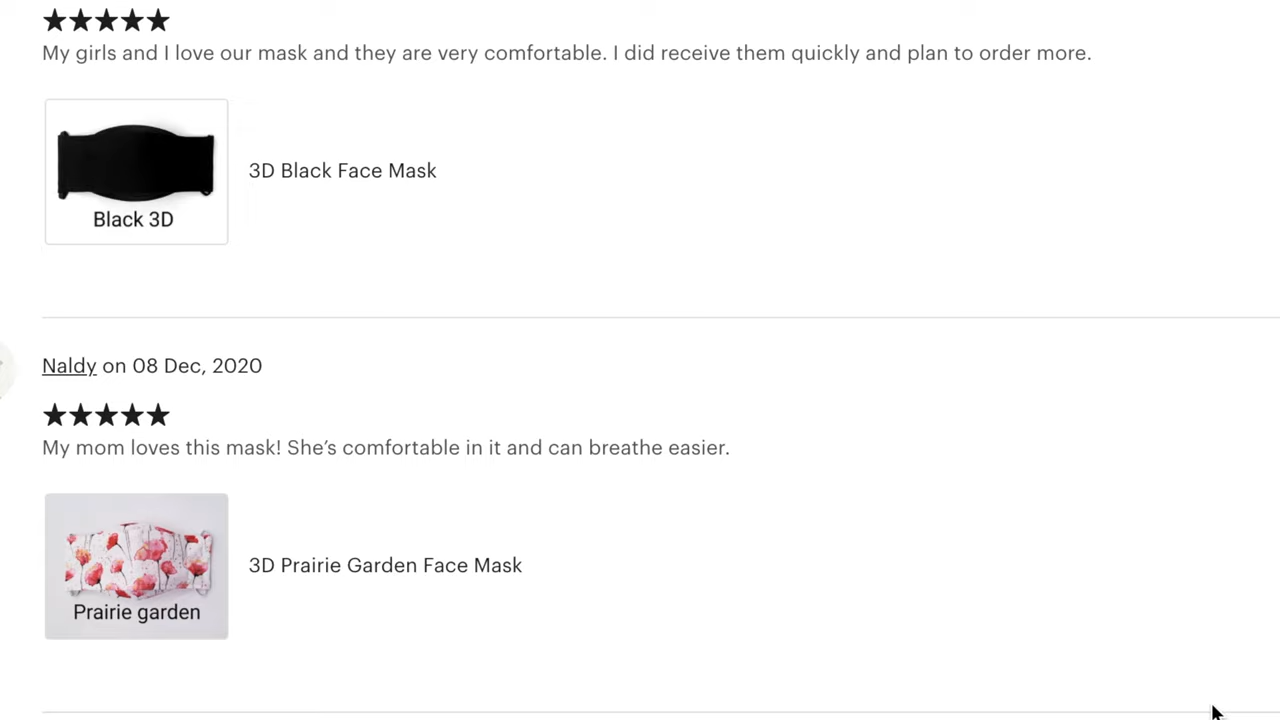 ★★★★★
My girls and I love our mask and they are very comfortable. I did receive them quickly and plan to order more.
Black 3D
3D Black Face Mask
Naldy on 08 Dec, 2020
★★★★★
My mom loves this mask! She’s comfortable in it and can breathe easier.
Prairie garden
3D Prairie Garden Face Mask